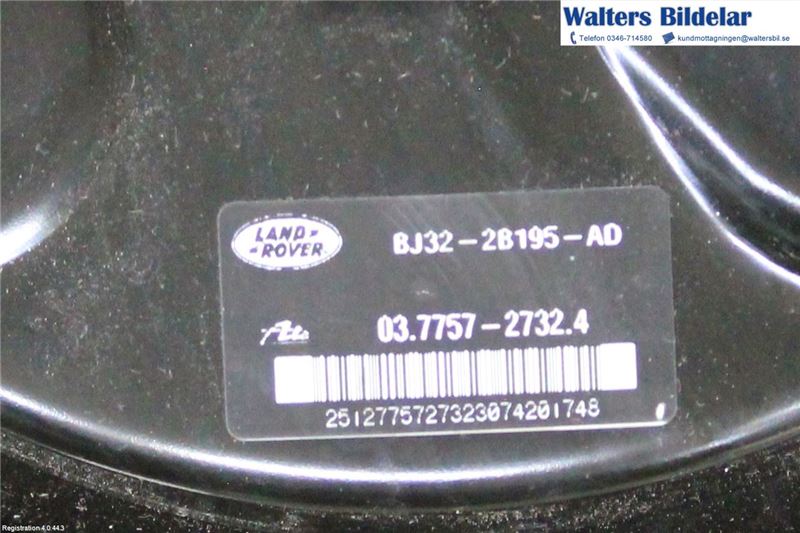 Walters Bildelar
Telefon 0346-714580 kundmottagningen@waltersbil.se
LAND-
-ROVER
BJ32-2B195-AD
Ate 03.7757-2732.4
2512775727323074201748
Registration 4.0.44.3